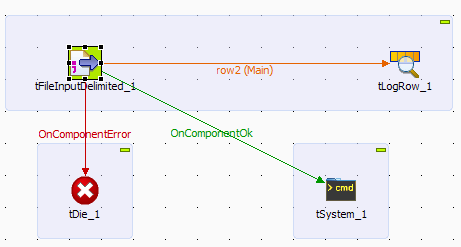 row2 (Main)
tFileInputDelimited_1
tLogRow_1
OnComponentError
OnComponentOk
cmd
tDie_1
tSystem_1